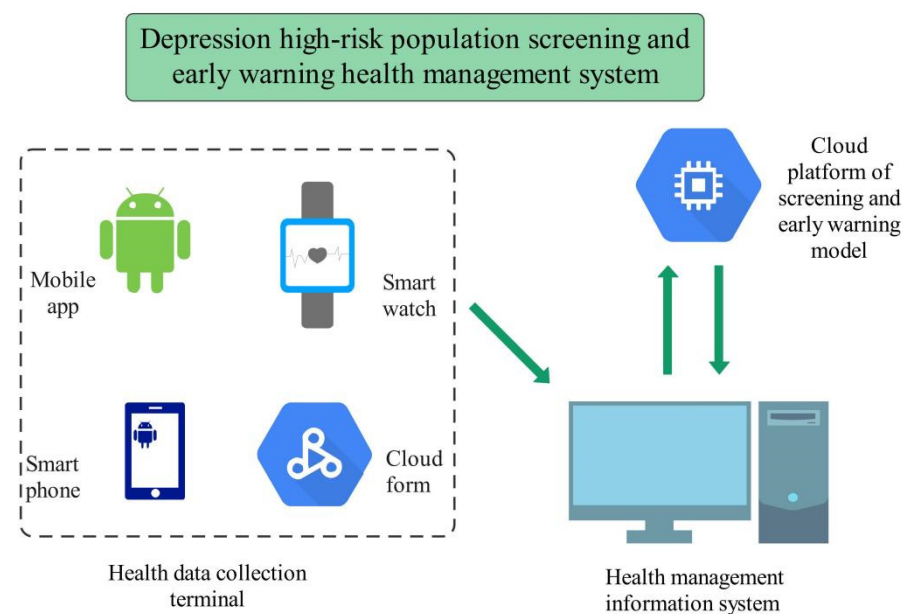 Depression high-risk population screening and
early warning health management system
Mobile
app
Smart
watch
Smart
phone
Cloud
form
Health data collection
terminal
Cloud
platform of
screening and
early warning
model
Health management
information system